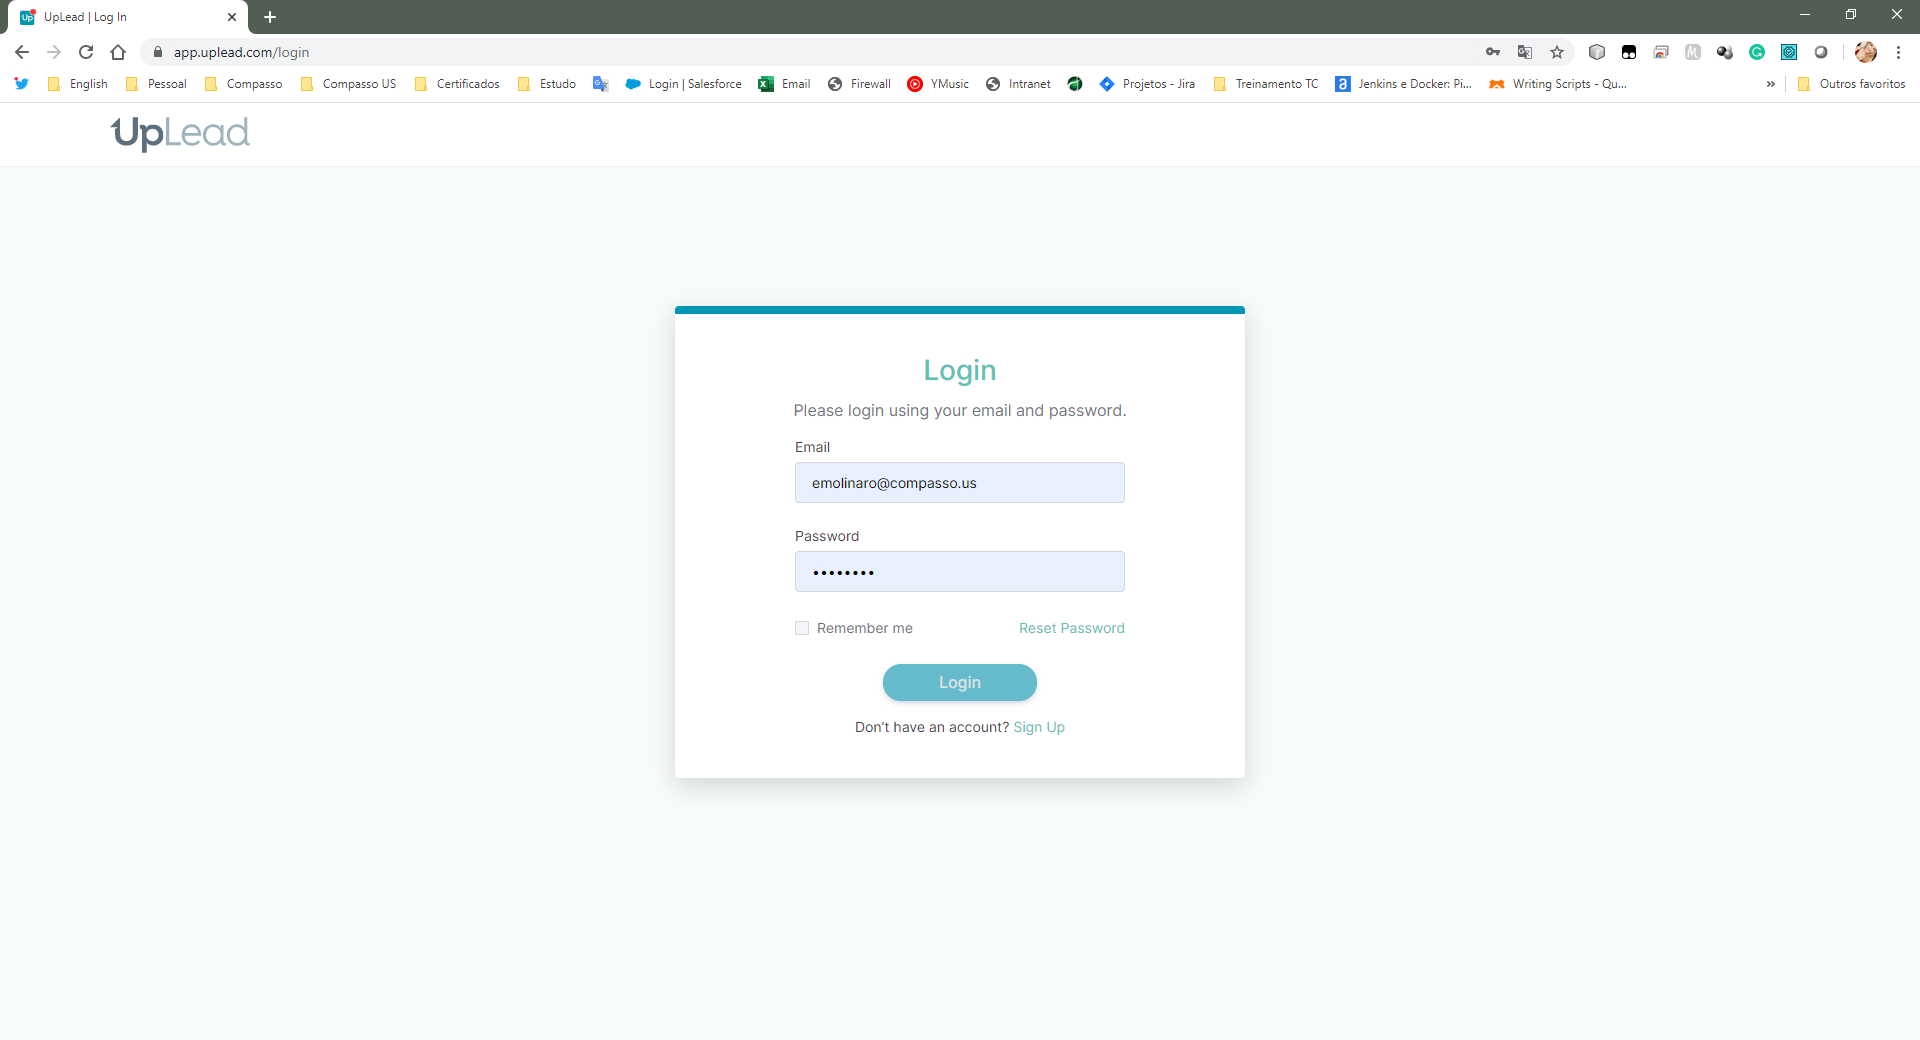 UpLead | Log In
app.uplead.com/login
English Pessoal Compasso Compasso US Certificados Estudo Login | Salesforce Email Firewall YMusic Intranet Projetos - Jira Treinamento TC Jenkins e Docker: Pi... Writing Scripts - Qu... » Outros favoritos
UpLead
Login
Please login using your email and password.
Email
emolinaro@compasso.us
Password
••••••••
Remember me Reset Password
Login
Don't have an account? Sign Up